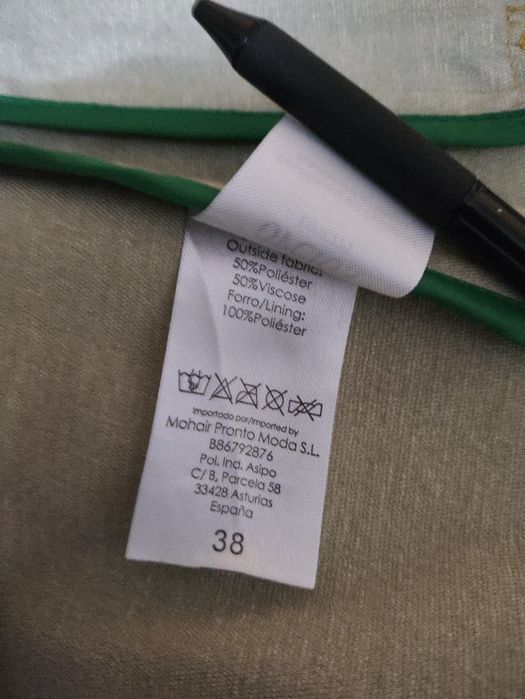 Outside fabric:
50%Poliéster
50%Viscose
Forro/Lining:
100%Poliéster
Importado por/Imported by
Mohair Pronto Moda S.L.
B86792876
Pol. Ind. Asipo
C/ B, Parcela 58
33428 Asturias
España
38